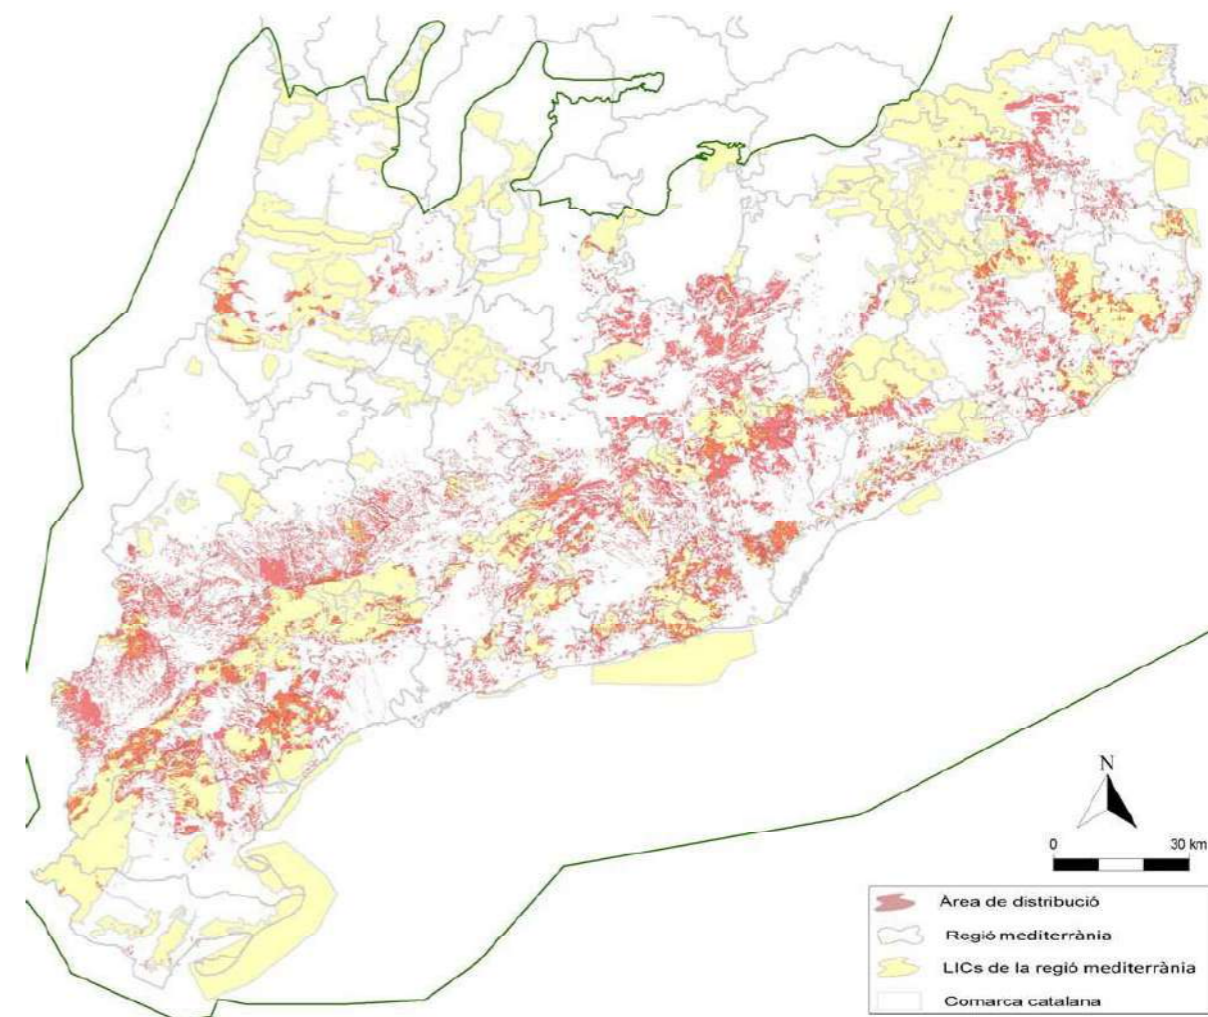 N
0 30 km
Àrea de distribució
Regió mediterrània
LICs de la regió mediterrània
Comarca catalana